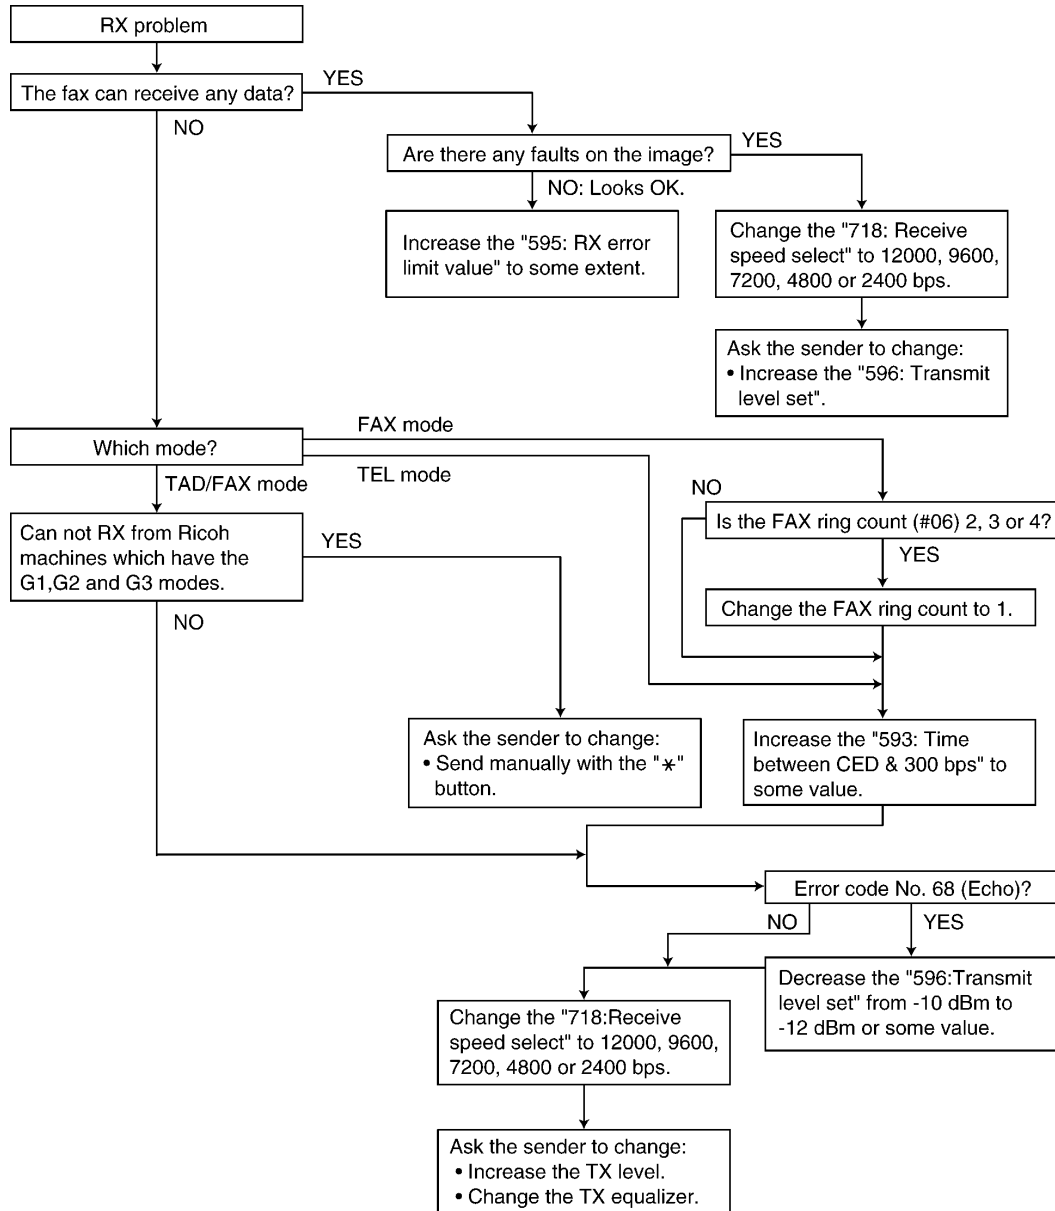 RX problem
The fax can receive any data?
YES
NO
Are there any faults on the image?
YES
NO: Looks OK.
Increase the "595: RX error
limit value" to some extent.
Change the "718: Receive
speed select" to 12000, 9600,
7200, 4800 or 2400 bps.
Ask the sender to change:
• Increase the "596: Transmit
level set".
Which mode?
FAX mode
TEL mode
TAD/FAX mode
NO
Is the FAX ring count (#06) 2, 3 or 4?
YES
Change the FAX ring count to 1.
Can not RX from Ricoh
machines which have the
G1,G2 and G3 modes.
YES
NO
Ask the sender to change:
• Send manually with the "*"
button.
Increase the "593: Time
between CED & 300 bps" to
some value.
Error code No. 68 (Echo)?
NO
YES
Decrease the "596:Transmit
level set" from -10 dBm to
-12 dBm or some value.
Change the "718:Receive
speed select" to 12000, 9600,
7200, 4800 or 2400 bps.
Ask the sender to change:
• Increase the TX level.
• Change the TX equalizer.